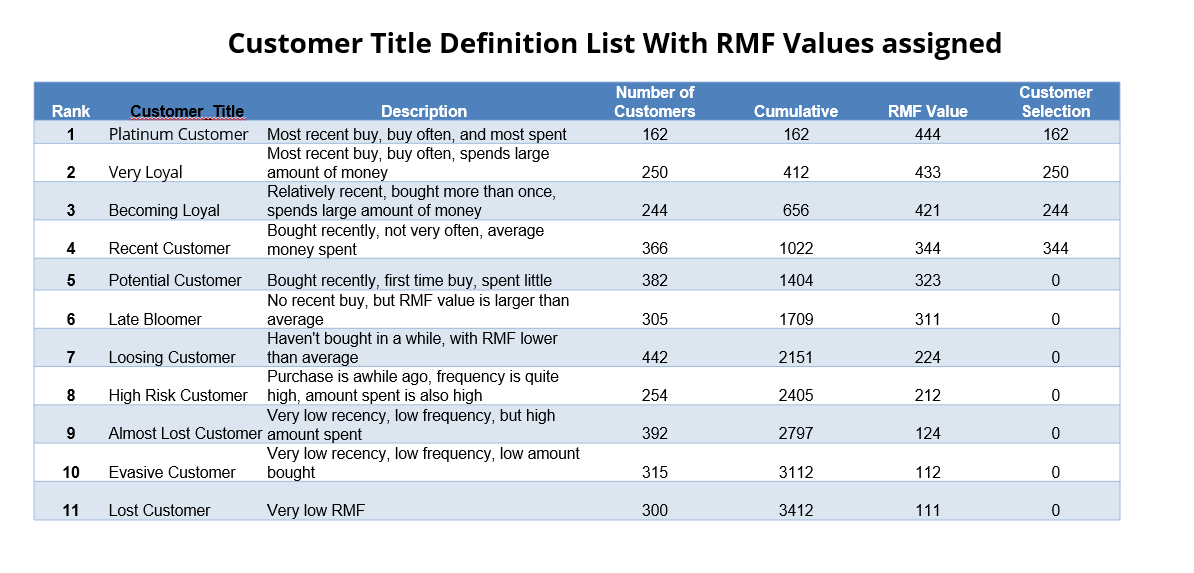 Customer Title Definition List With RMF Values assigned
Number of Customer
Rank Customer_Title Description Customers Cumulative RMF Value Selection
1 Platinum Customer Most recent buy, buy often, and most spent 162 162 444 162
Most recent buy, buy often, spends large
2 Very Loyal amount of money 250 412 433 250
Relatively recent, bought more than once,
3 Becoming Loyal spends large amount of money 244 656 421 244
Bought recently, not very often, average
4 Recent Customer money spent 366 1022 344 344
5 Potential Customer Bought recently, first time buy, spent little 382 1404 323 0
No recent buy, but RMF value is larger than
6 Late Bloomer average 305 1709 311 0
Haven't bought in a while, with RMF lower
7 Loosing Customer than average 442 2151 224 0
Purchase is awhile ago, frequency is quite
8 High Risk Customer high, amount spent is also high 254 2405 212 0
Very low recency, low frequency, but high
9 Almost Lost Customer amount spent 392 2797 124 0
Very low recency, low frequency, low amount
10 Evasive Customer bought 315 3112 112 0
11 Lost Customer Very low RMF 300 3412 111 0